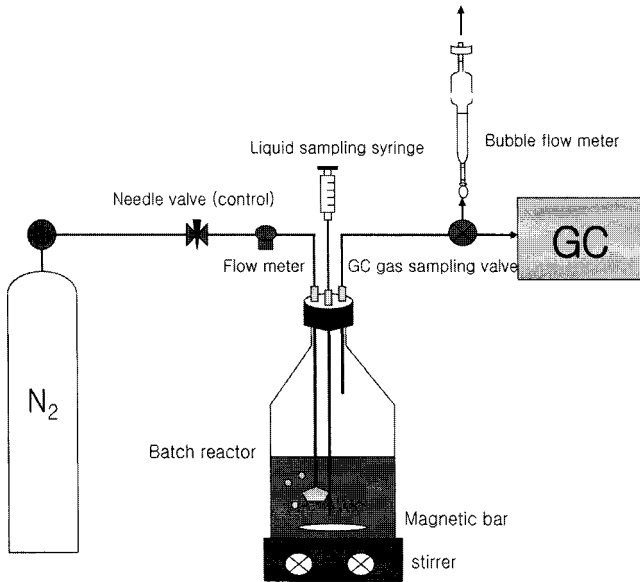 Bubble flow meter
Liquid sampling syringe
Needle valve (control)
Flow meter
GC gas sampling valve
GC
N2
Batch reactor
Magnetic bar
stirrer